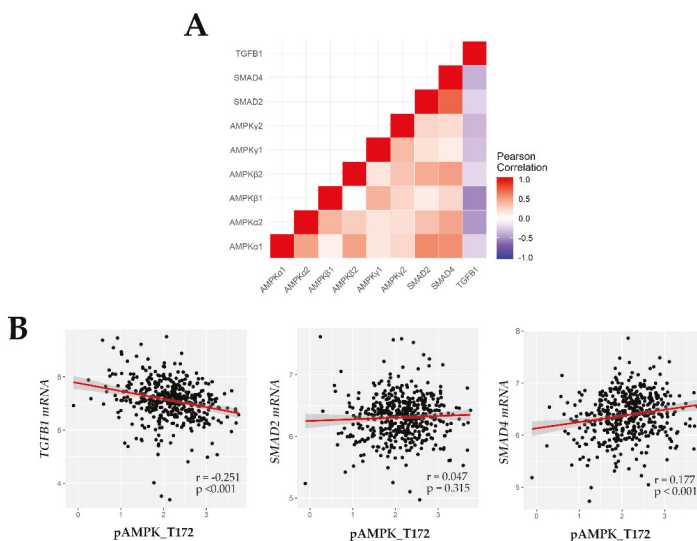 A
TGFB1
SMAD4
SMAD2
AMPKγ2
AMPKγ1
AMPKβ2
AMPKβ1
AMPKα2
AMPKα1
AMPKα1
AMPKα2
AMPKβ1
AMPKβ2
AMPKγ1
AMPKγ2
SMAD2
SMAD4
TGFB1
Pearson
Correlation
1.0
0.5
0.0
-0.5
-1.0
B
TGFB1 mRNA
8
6
4
0
1
2
3
r = -0.251
p <0.001
pAMPK_T172
SMAD2 mRNA
7
6
5
0
1
2
3
r = 0.047
p = 0.315
pAMPK_T172
SMAD4 mRNA
8
7
6
5
0
1
2
3
r = 0.177
p < 0.001
pAMPK_T172